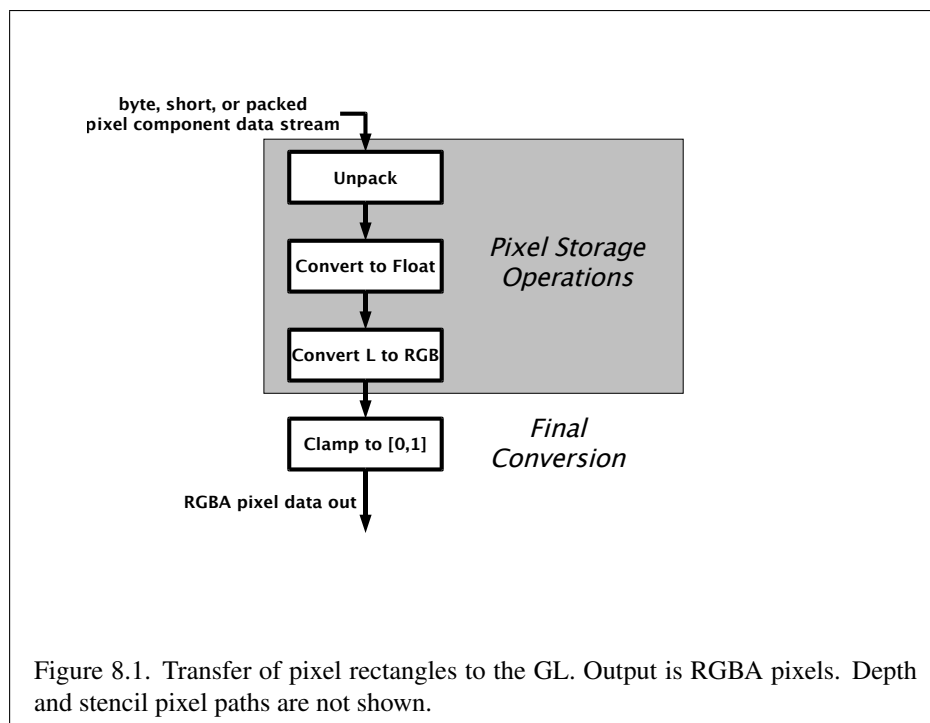 byte, short, or packed
pixel component data stream
Unpack
Convert to Float
Pixel Storage
Operations
Convert L to RGB
Clamp to [0,1]
Final
Conversion
RGBA pixel data out
Figure 8.1. Transfer of pixel rectangles to the GL. Output is RGBA pixels. Depth
and stencil pixel paths are not shown.